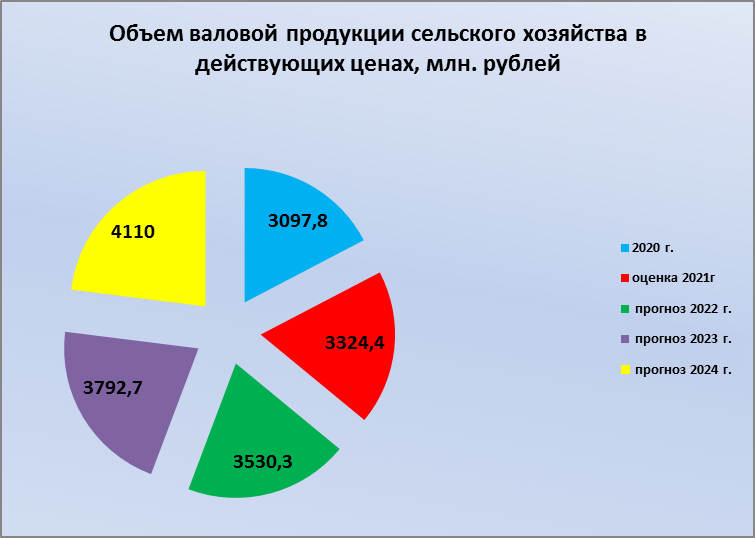 Объем валовой продукции сельского хозяйства в
действующих ценах, млн. рублей
3097,8
4110
3324,4
3792,7
3530,3
2020 г.
оценка 2021г
прогноз 2022 г.
прогноз 2023 г.
прогноз 2024 г.